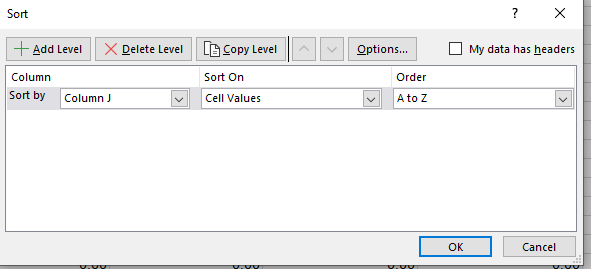 Sort
?
Add Level Delete Level Copy Level Options... My data has headers
Column Sort On Order
Sort by Column J Cell Values A to Z
OK Cancel